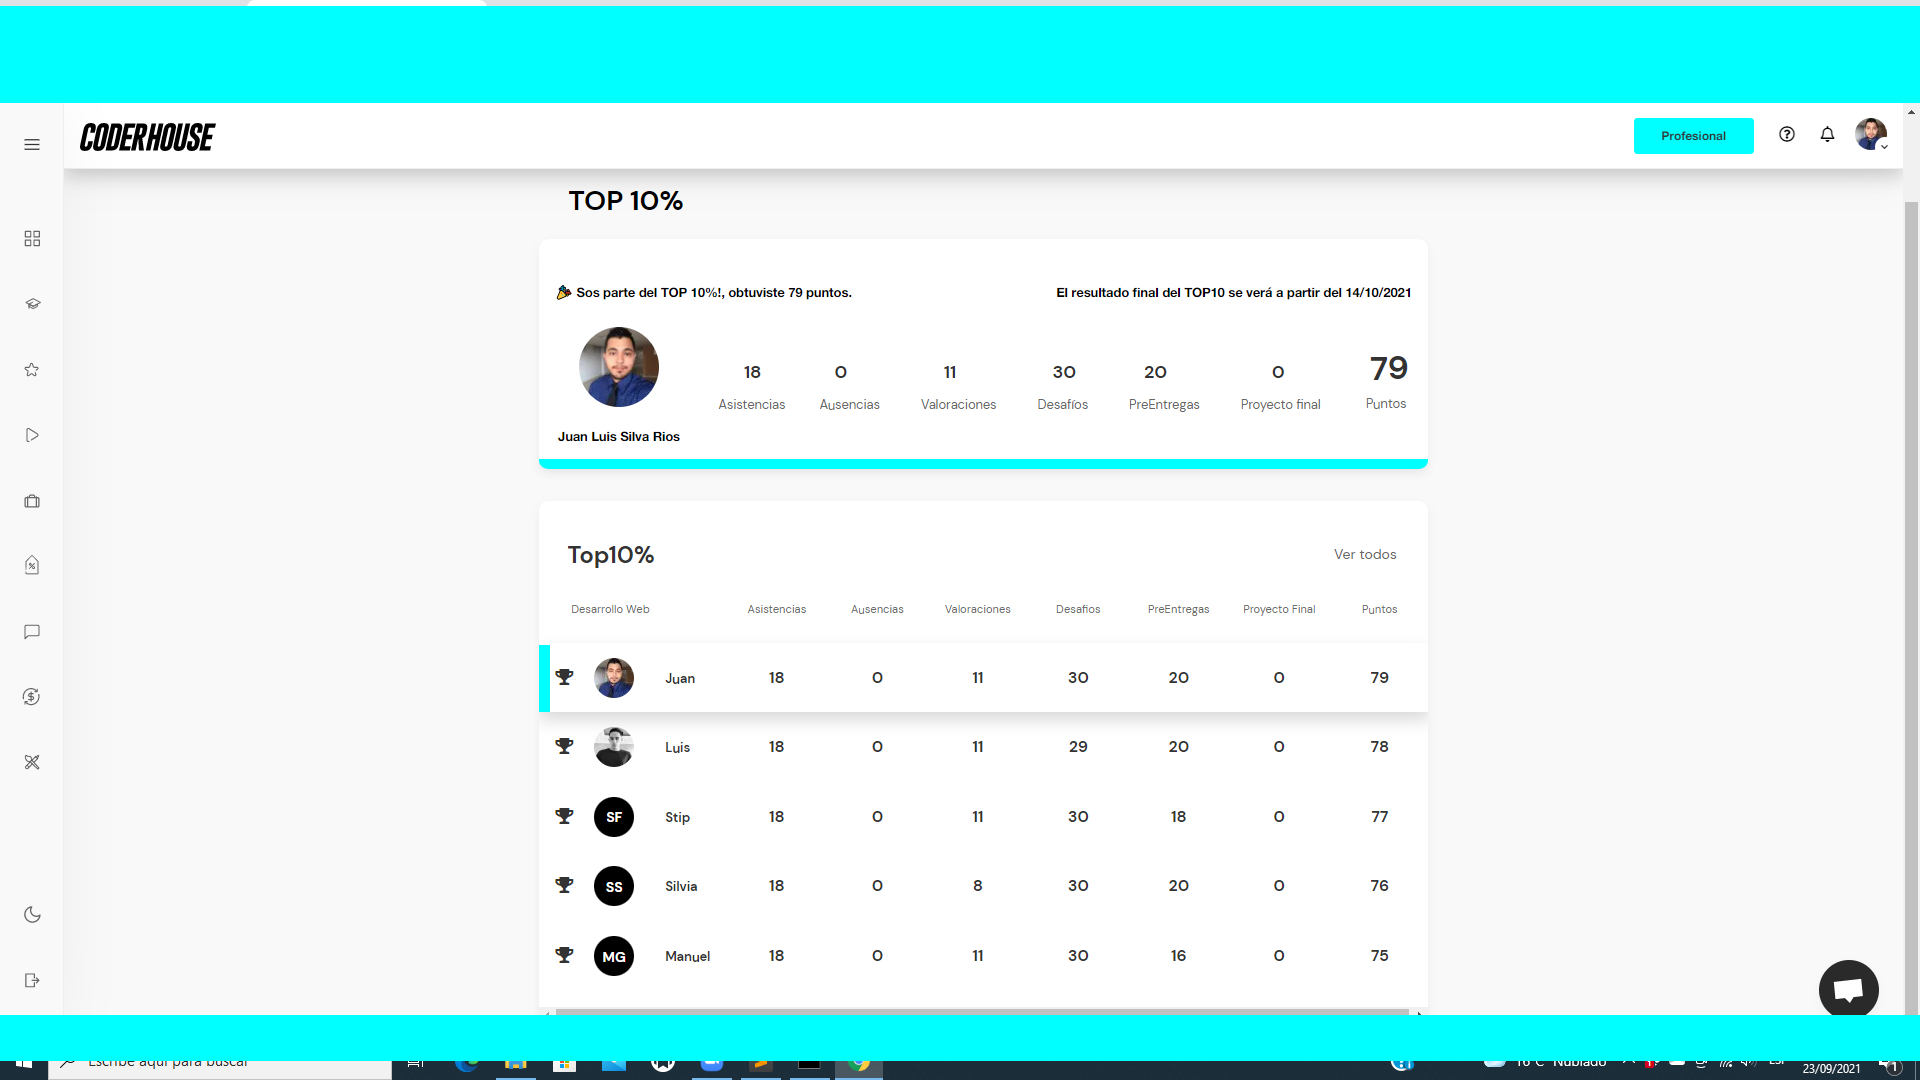 CODERHOUSE
Profesional
TOP 10%
Sos parte del TOP 10%!, obtuviste 79 puntos.
El resultado final del TOP10 se verá a partir del 14/10/2021
18 0 11 30 20 0 79
Asistencias Ausencias Valoraciones Desafíos PreEntregas Proyecto final Puntos
Juan Luis Silva Rios
Top10%
Ver todos
Desarrollo Web Asistencias Ausencias Valoraciones Desafios PreEntregas Proyecto Final Puntos
Juan 18 0 11 30 20 0 79
Luis 18 0 11 29 20 0 78
SF Stip 18 0 11 30 18 0 77
SS Silvia 18 0 8 30 20 0 76
MG Manuel 18 0 11 30 16 0 75
Escribe aquí para buscar
16°C Nublado
23/09/2021
1